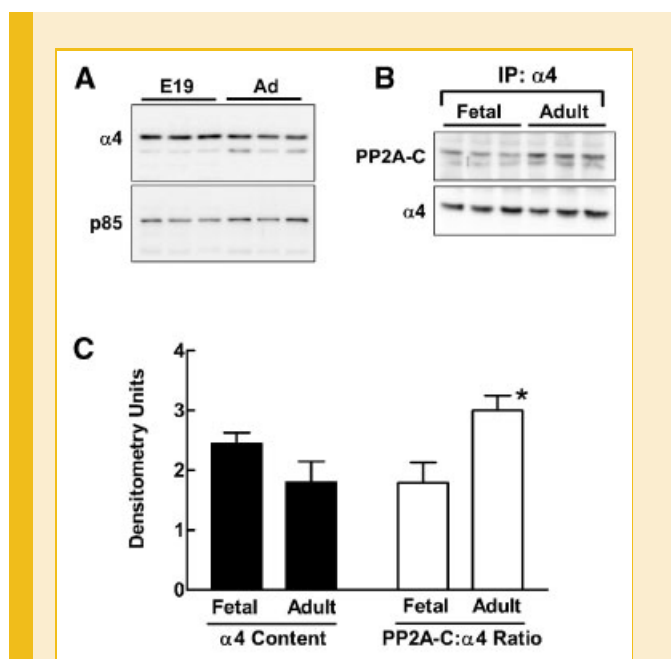 A
E19 Ad
α4
p85
B
IP: α4
Fetal Adult
PP2A-C
α4
C
Densitometry Units
4
3
2
1
0
*
Fetal Adult Fetal Adult
α4 Content PP2A-C:α4 Ratio